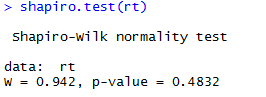 > shapiro.test(rt)
Shapiro-Wilk normality test
data:  rt
W = 0.942, p-value = 0.4832